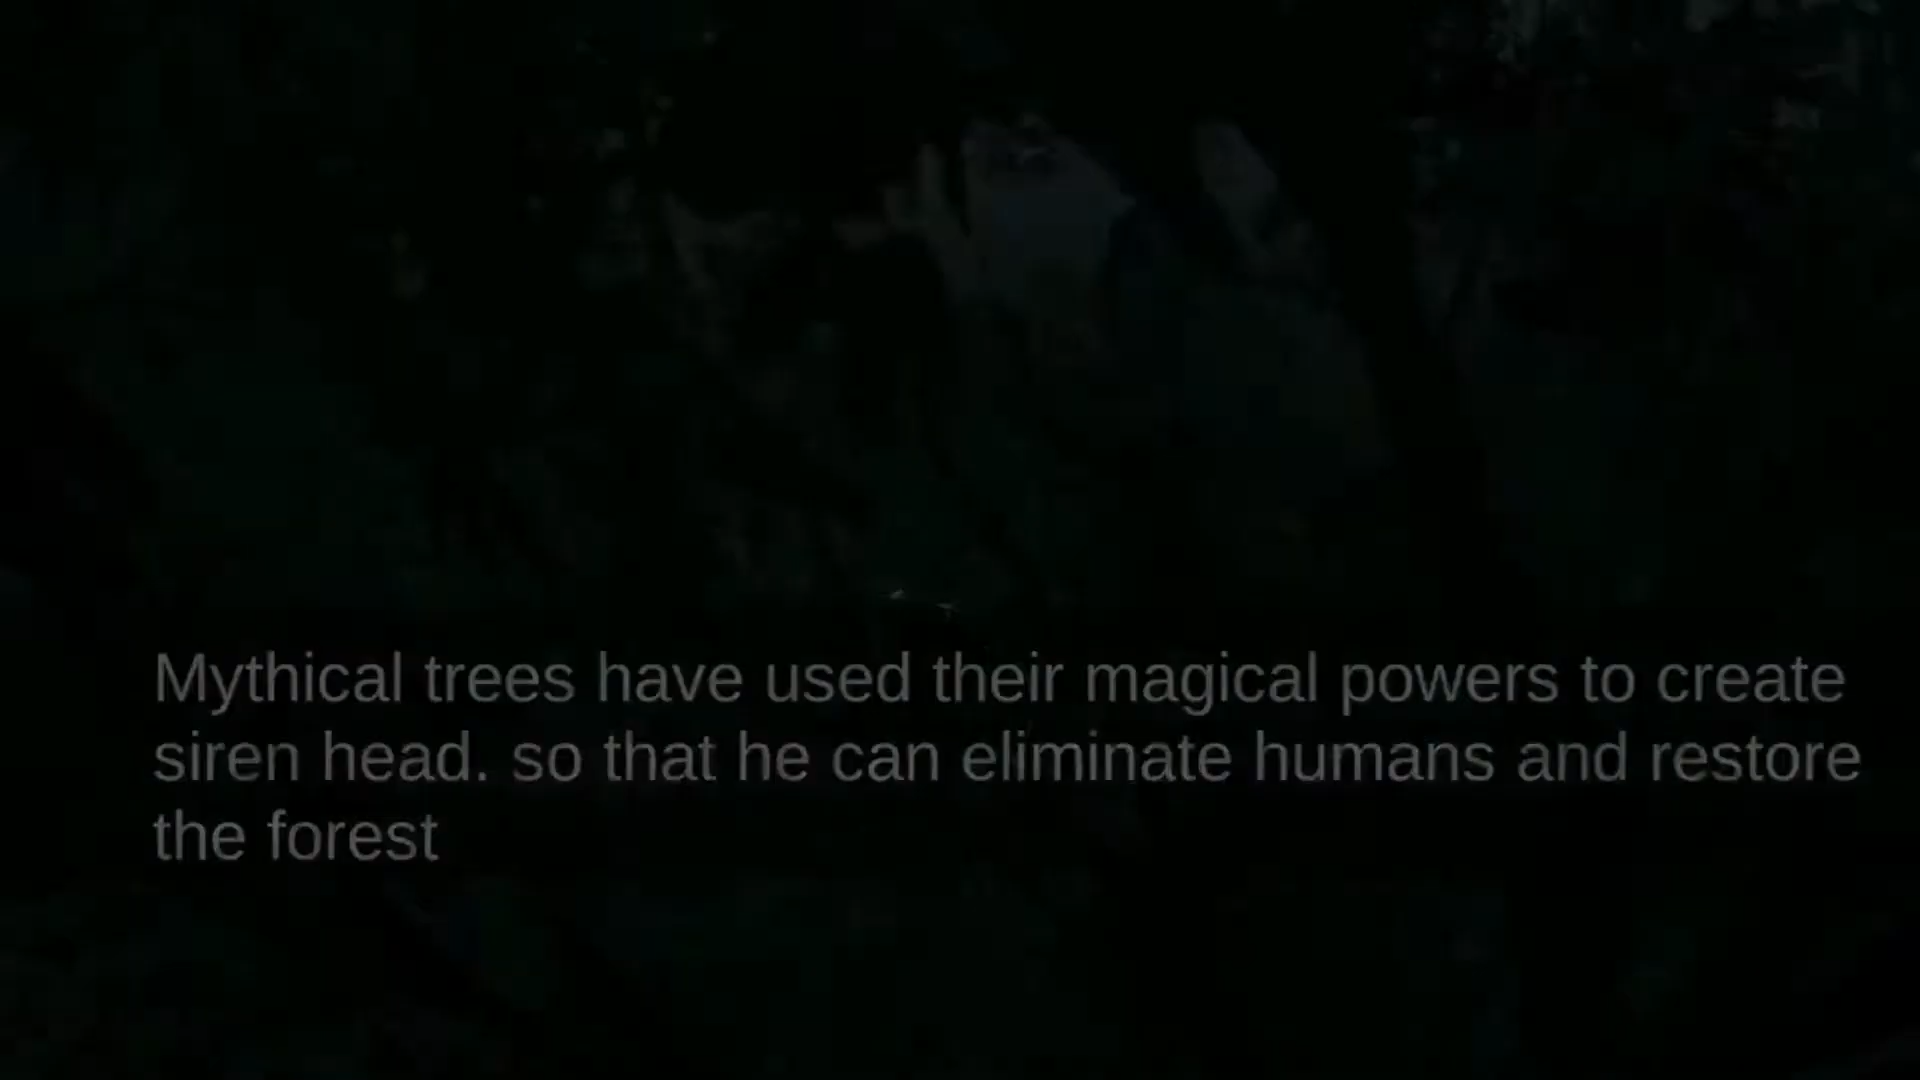 Mythical trees have used their magical powers to create
siren head. so that he can eliminate humans and restore
the forest